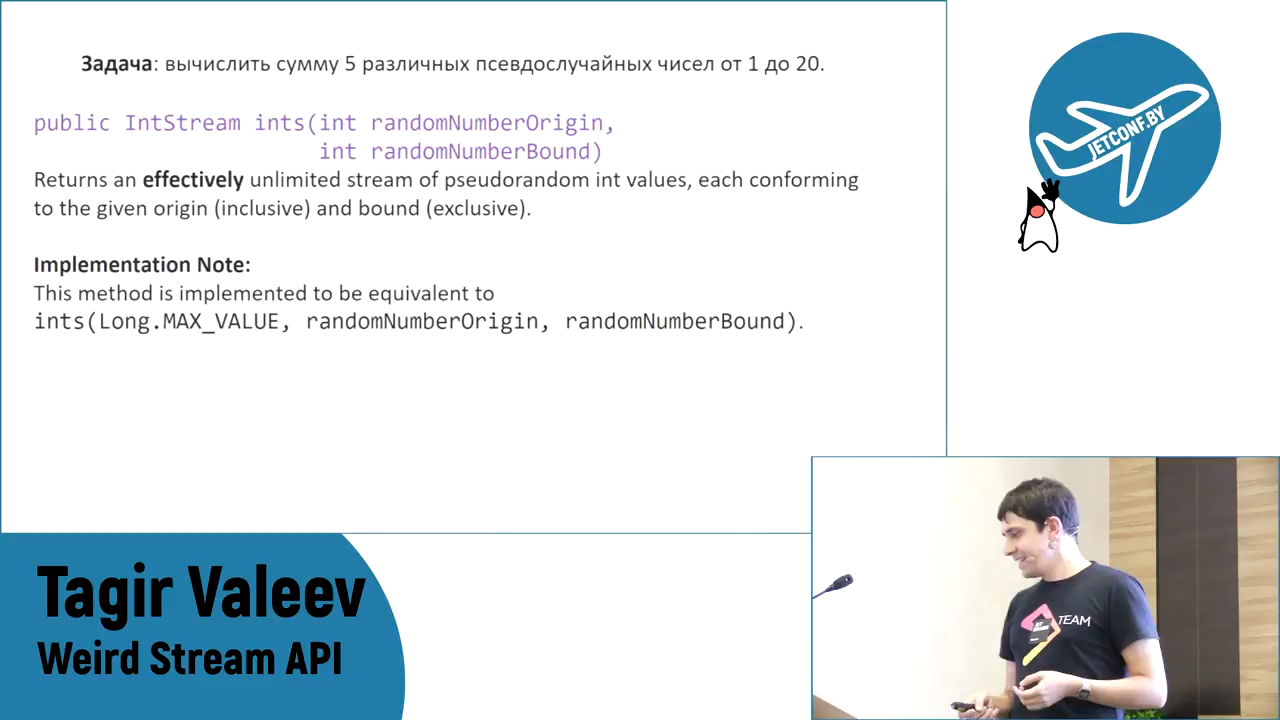 Задача: вычислить сумму 5 различных псевдослучайных чисел от 1 до 20.
public IntStream ints(int randomNumberOrigin,
int randomNumberBound)
Returns an effectively unlimited stream of pseudorandom int values, each conforming
to the given origin (inclusive) and bound (exclusive).
Implementation Note:
This method is implemented to be equivalent to
ints(Long.MAX_VALUE, randomNumberOrigin, randomNumberBound).
JETCONF.BY
Tagir Valeev
Weird Stream API
TEAM